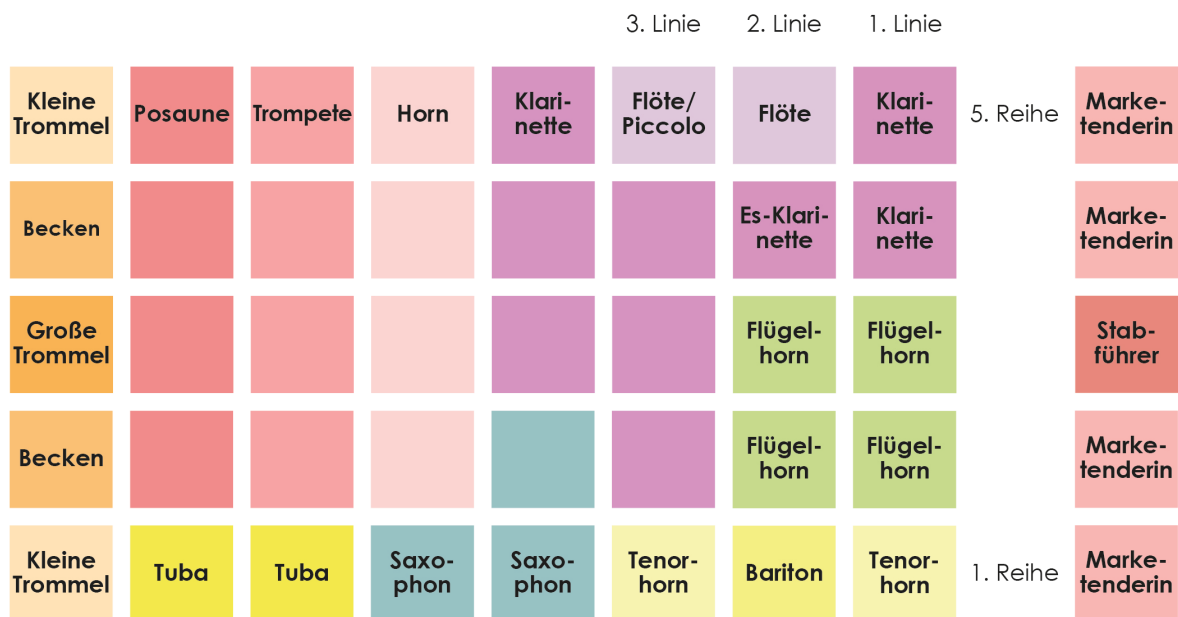 3. Linie 2. Linie 1. Linie
Kleine Trommel Posaune Trompete Horn Klari-nette Flöte/Piccolo Flöte Klari-nette 5. Reihe Marke-tenderin
Becken Es-Klari-nette Klari-nette Marke-tenderin
Große Trommel Flügel-horn Flügel-horn Stab-führer
Becken Flügel-horn Flügel-horn Marke-tenderin
Kleine Trommel Tuba Tuba Saxo-phon Saxo-phon Tenor-horn Bariton Tenor-horn 1. Reihe Marke-tenderin